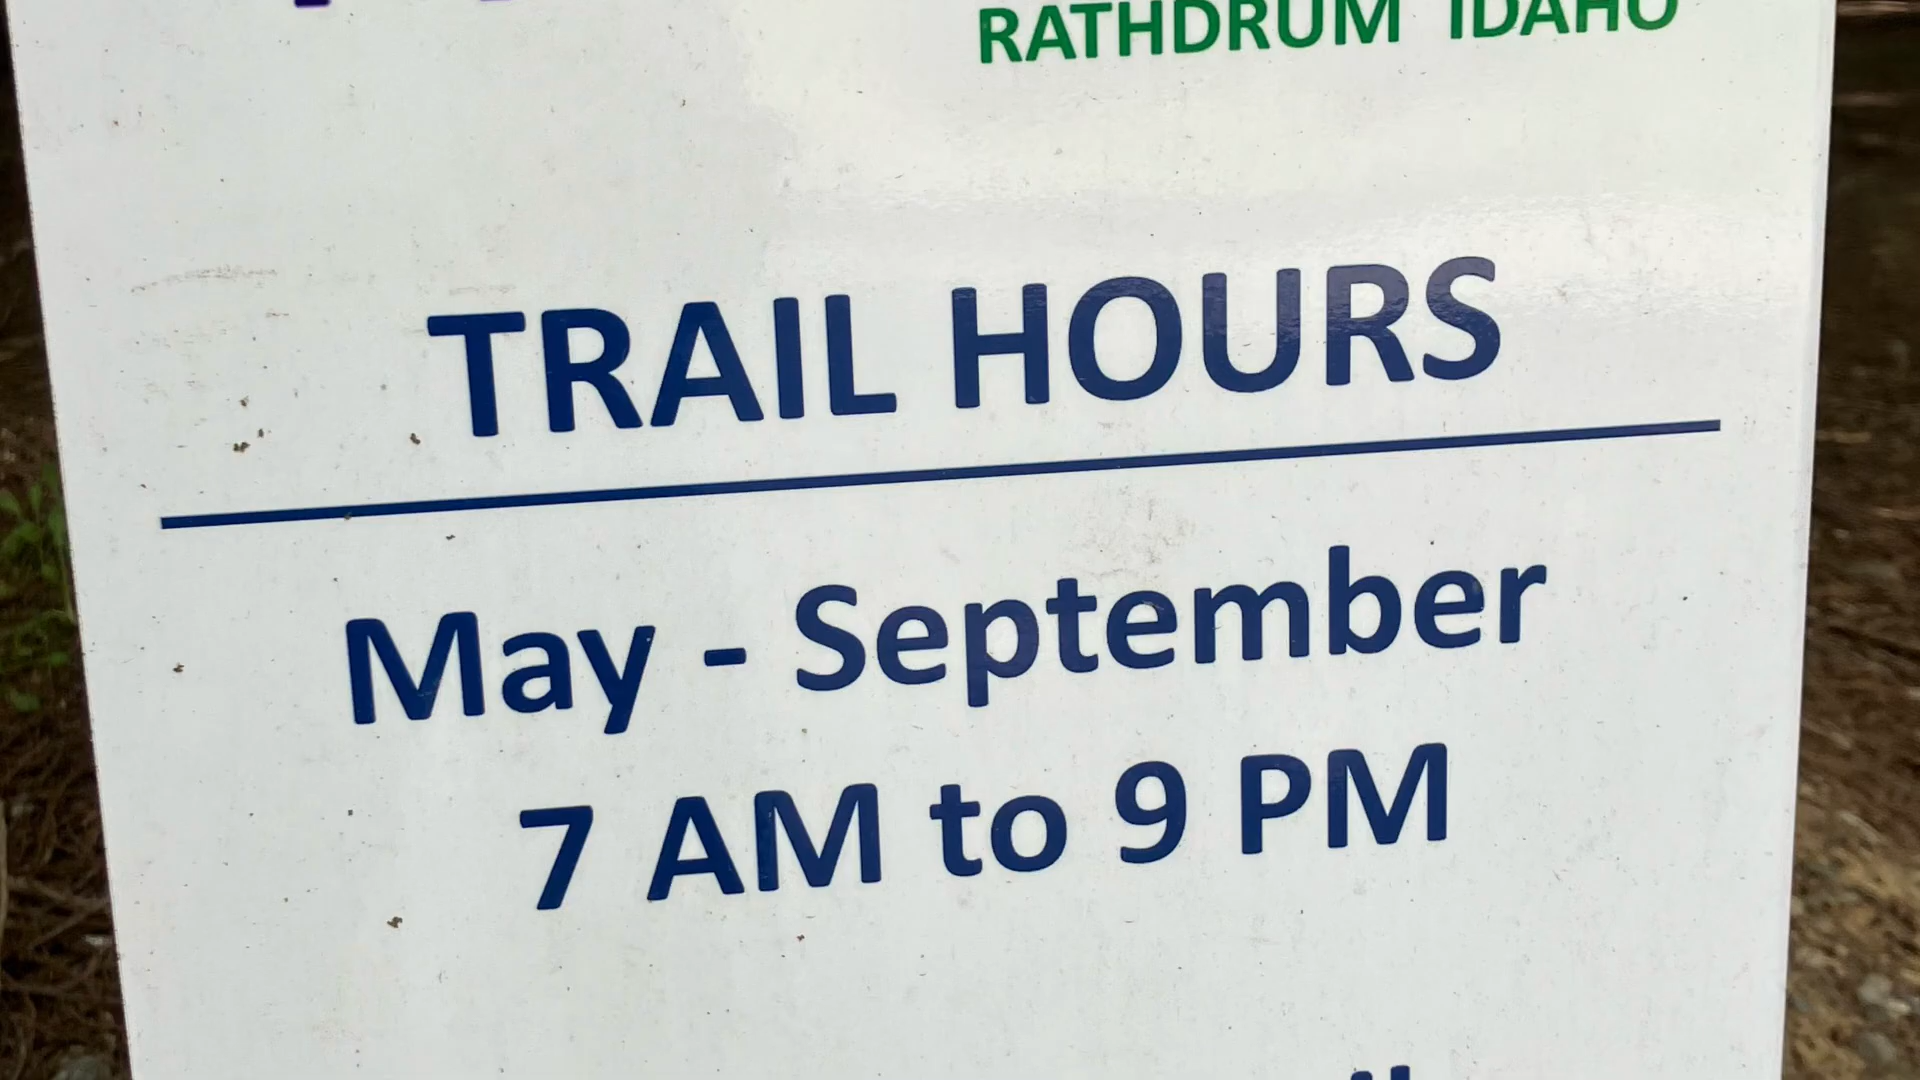 RATHDRUM IDAHO
TRAIL HOURS
May - September
7 AM to 9 PM